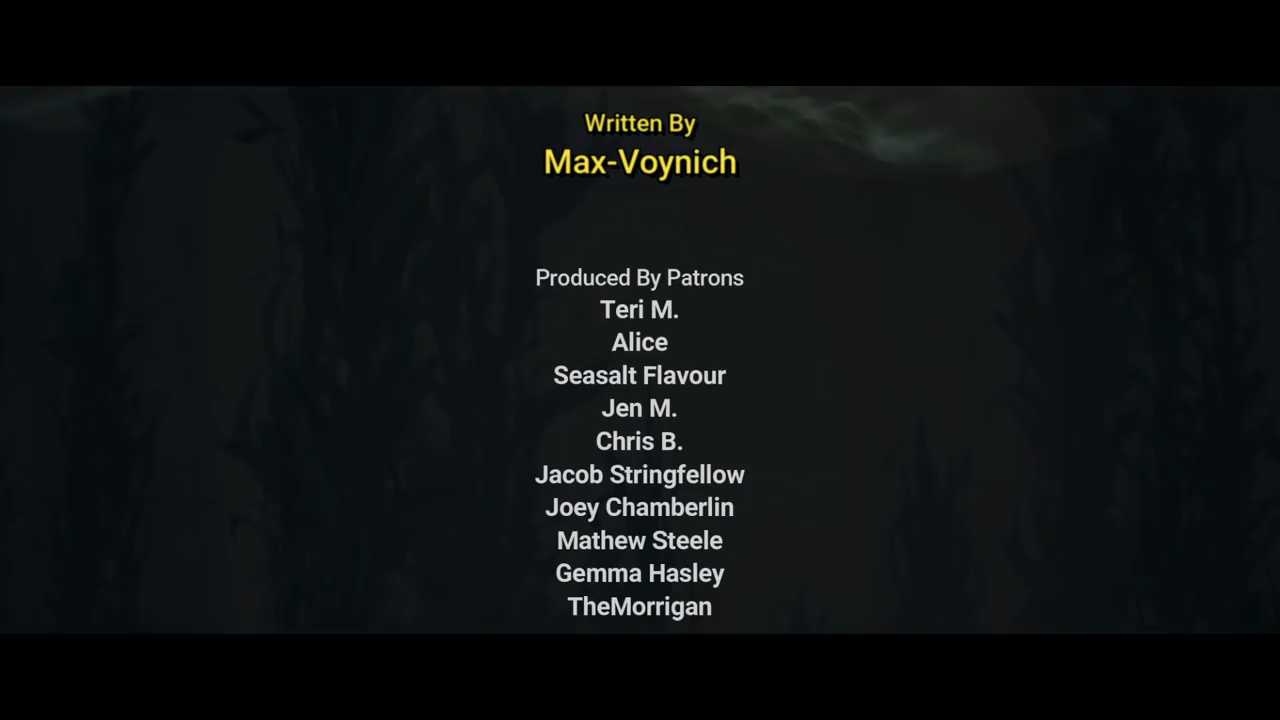 Written By
Max-Voynich
Produced By Patrons
Teri M.
Alice
Seasalt Flavour
Jen M.
Chris B.
Jacob Stringfellow
Joey Chamberlin
Mathew Steele
Gemma Hasley
TheMorrigan